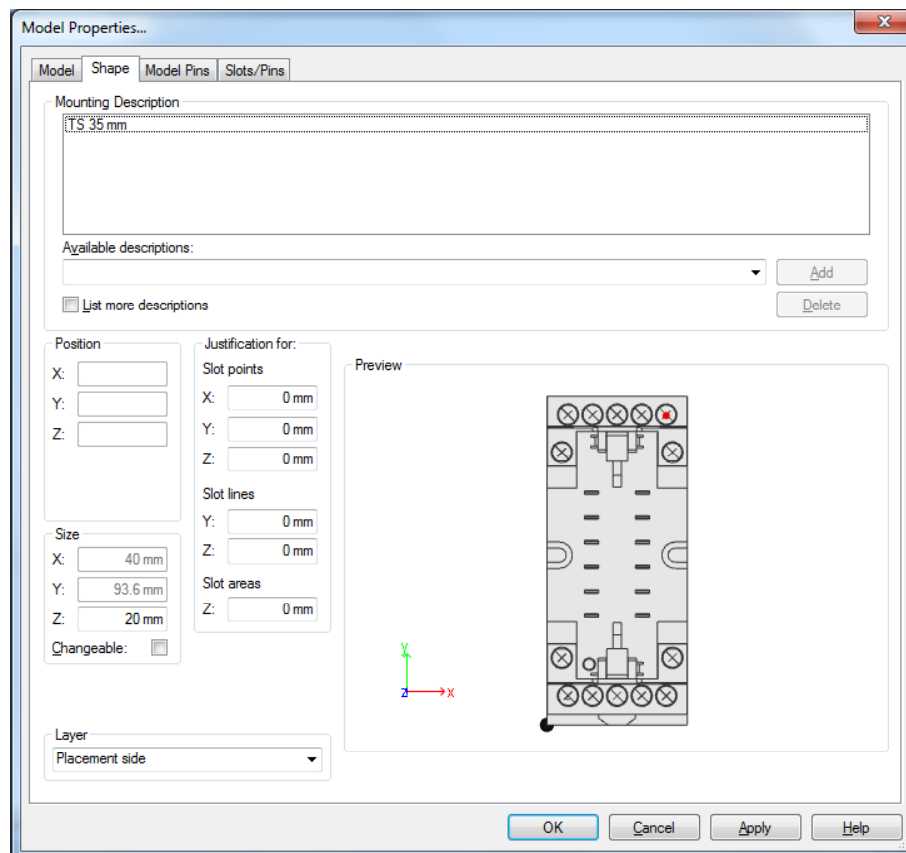 Model Properties...
Model Shape Model Pins Slots/Pins
Mounting Description
TS 35 mm
Available descriptions:
Add
List more descriptions
Delete
Position
X:
Y:
Z:
Size
X: 40 mm
Y: 93.6 mm
Z: 20 mm
Changeable:
Justification for:
Slot points
X: 0 mm
Y: 0 mm
Z: 0 mm
Slot lines
Y: 0 mm
Z: 0 mm
Slot areas
Z: 0 mm
Preview
y
z x
Layer
Placement side
OK Cancel Apply Help